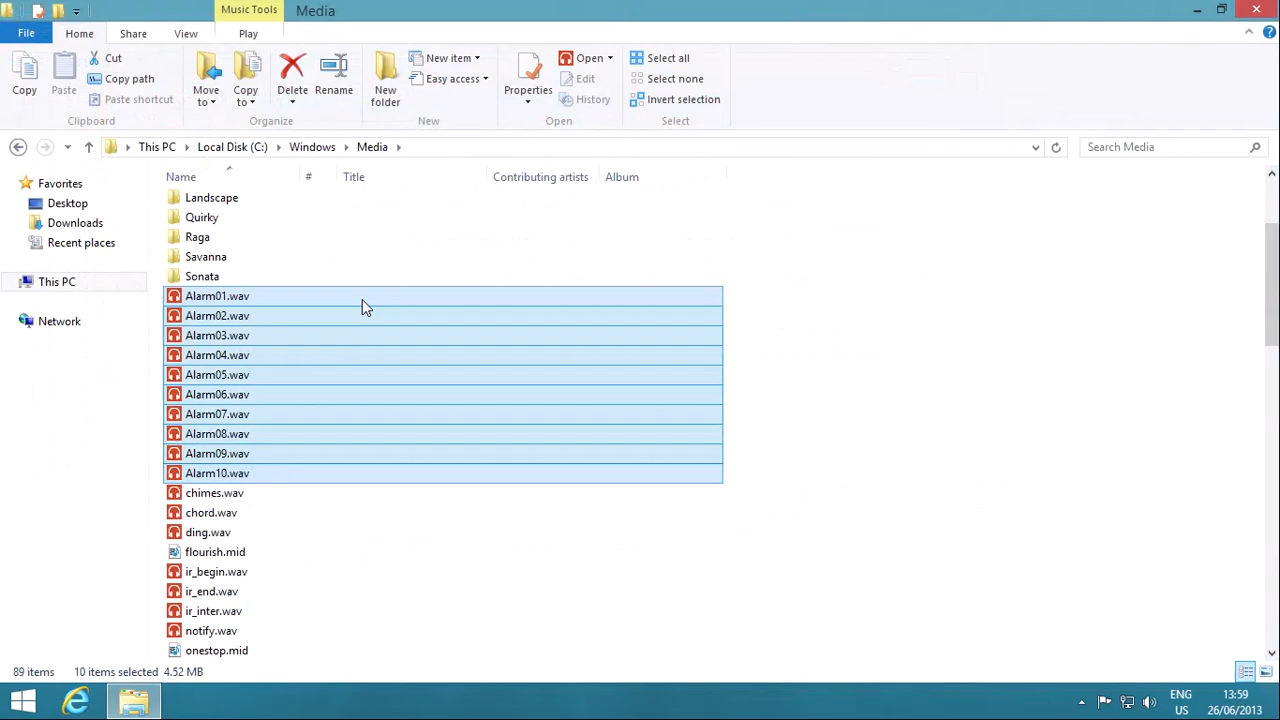 Music Tools
Media
File
Home
Share
View
Play
Copy
Paste
Cut
Copy path
Paste shortcut
Clipboard
Move to
Copy to
Delete
Rename
Organize
New folder
New item
Easy access
New
Properties
Open
Edit
History
Open
Select all
Select none
Invert selection
Select
This PC
Local Disk (C:)
Windows
Media
Search Media
Name
#
Title
Contributing artists
Album
Favorites
Desktop
Downloads
Recent places
This PC
Network
Landscape
Quirky
Raga
Savanna
Sonata
Alarm01.wav
Alarm02.wav
Alarm03.wav
Alarm04.wav
Alarm05.wav
Alarm06.wav
Alarm07.wav
Alarm08.wav
Alarm09.wav
Alarm10.wav
chimes.wav
chord.wav
ding.wav
flourish.mid
ir_begin.wav
ir_end.wav
ir_inter.wav
notify.wav
onestop.mid
89 items
10 items selected 4.52 MB
ENG
US
13:59
26/06/2013